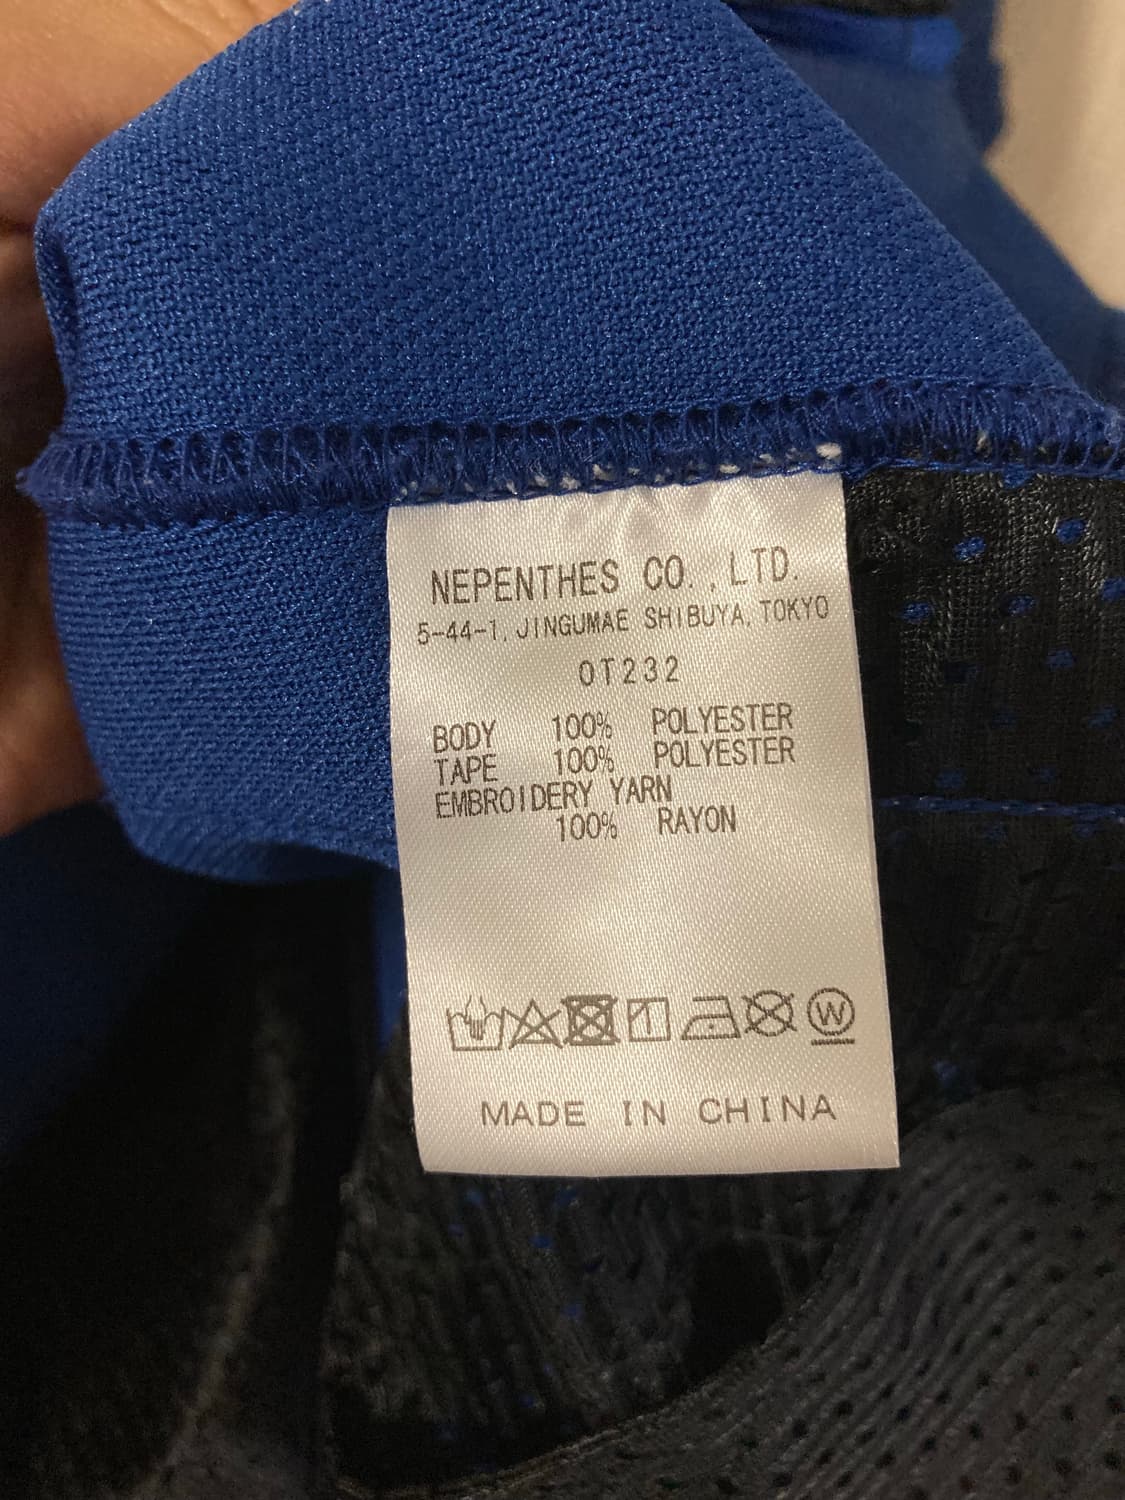 NEPENTHES CO., LTD.
5-44-1, JINGUMAE SHIBUYA, TOKYO
OT232
BODY 100% POLYESTER
TAPE 100% POLYESTER
EMBROIDERY YARN
100% RAYON
W
MADE IN CHINA